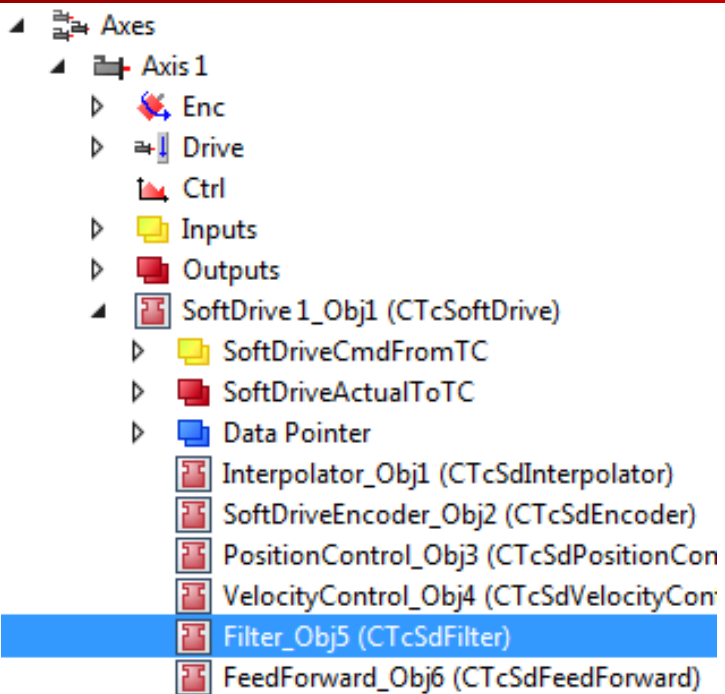 Axes
Axis 1
Enc
Drive
Ctrl
Inputs
Outputs
SoftDrive 1_Obj1 (CTcSoftDrive)
SoftDriveCmdFromTC
SoftDriveActualToTC
Data Pointer
Interpolator_Obj1 (CTcSdInterpolator)
SoftDriveEncoder_Obj2 (CTcSdEncoder)
PositionControl_Obj3 (CTcSdPositionCon
VelocityControl_Obj4 (CTcSdVelocityCont
Filter_Obj5 (CTcSdFilter)
FeedForward_Obj6 (CTcSdFeedForward)